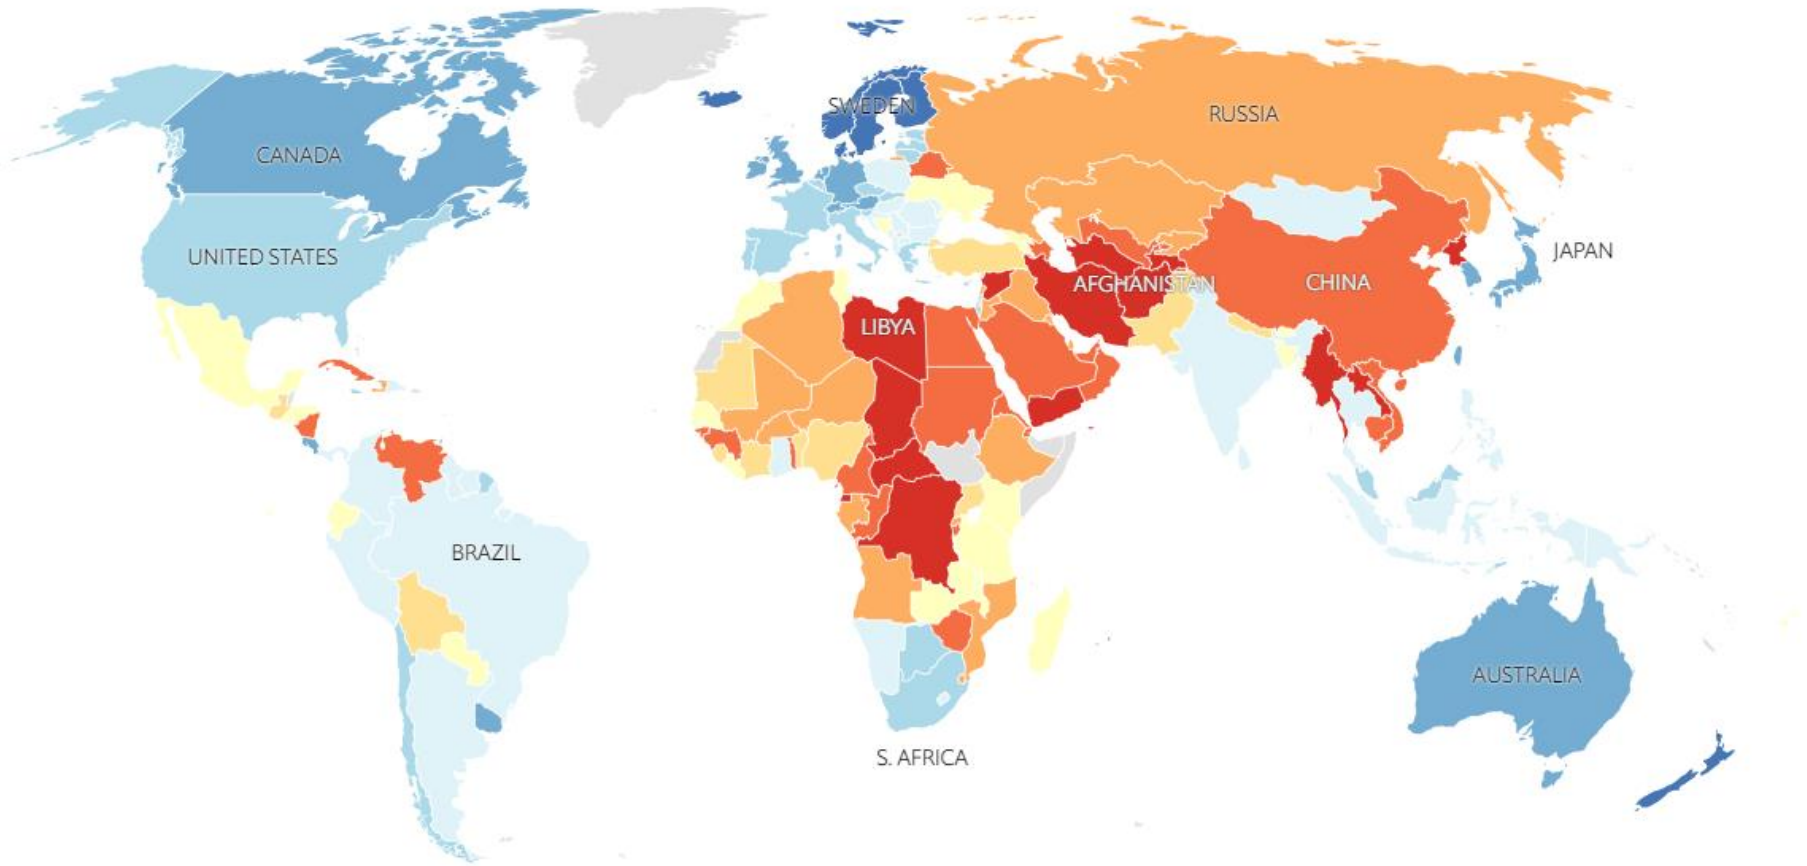 SWEDEN
RUSSIA
CANADA
UNITED STATES
JAPAN
AFGHANISTAN
CHINA
LIBYA
BRAZIL
AUSTRALIA
S. AFRICA